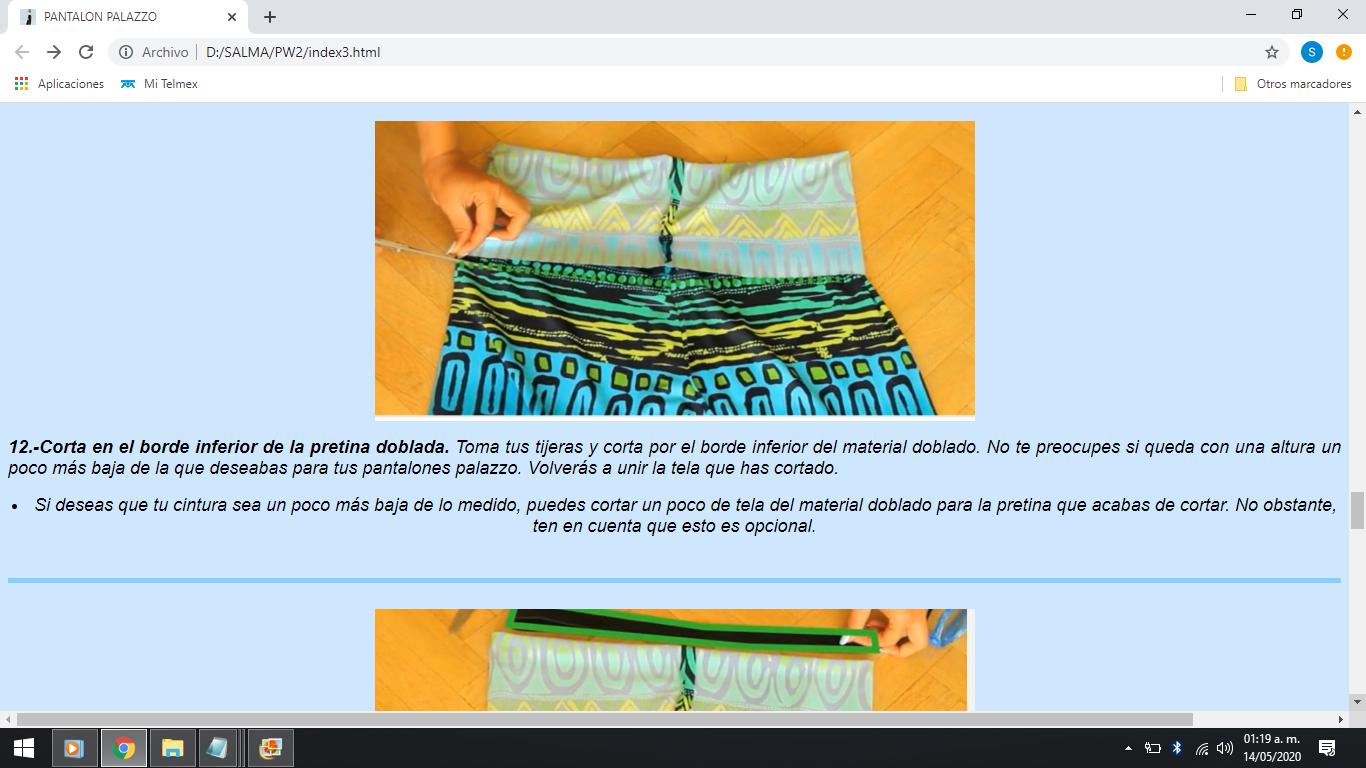 PANTALON PALAZZO
Archivo D:/SALMA/PW2/index3.html
S
Aplicaciones Mi Telmex Otros marcadores
12.-Corta en el borde inferior de la pretina doblada. Toma tus tijeras y corta por el borde inferior del material doblado. No te preocupes si queda con una altura un
poco más baja de la que deseabas para tus pantalones palazzo. Volverás a unir la tela que has cortado.
• Si deseas que tu cintura sea un poco más baja de lo medido, puedes cortar un poco de tela del material doblado para la pretina que acabas de cortar. No obstante,
ten en cuenta que esto es opcional.
01:19 a. m.
14/05/2020